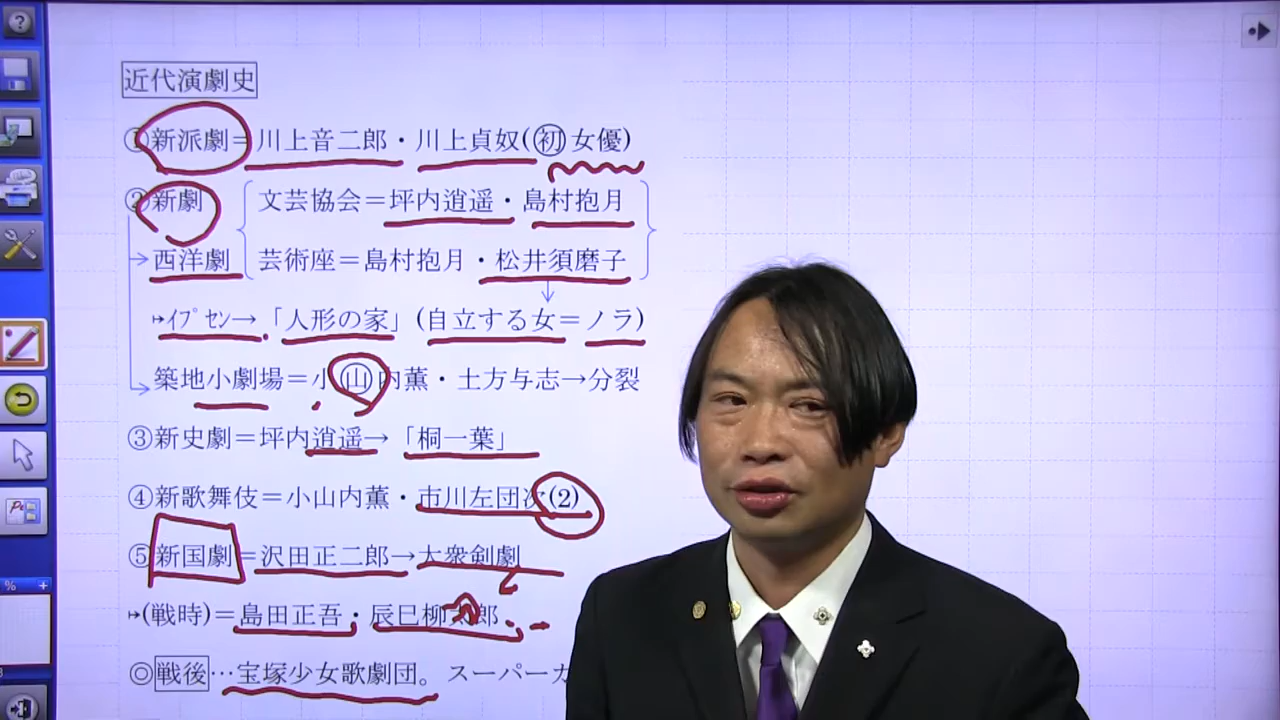 近代演劇史
①新派劇＝川上音二郎・川上貞奴(初女優)
②新劇 文芸協会＝坪内逍遥・島村抱月
→西洋劇 芸術座＝島村抱月・松井須磨子
↓
↦ｲﾌﾟｾﾝ→「人形の家」(自立する女＝ノラ)
→築地小劇場＝小山内薫・土方与志→分裂
③新史劇＝坪内逍遥→「桐一葉」
④新歌舞伎＝小山内薫・市川左団次(2)
⑤新国劇＝沢田正二郎→大衆剣劇
↦(戦時)＝島田正吾・辰巳柳太郎
◎戦後…宝塚少女歌劇団。スーパーカ